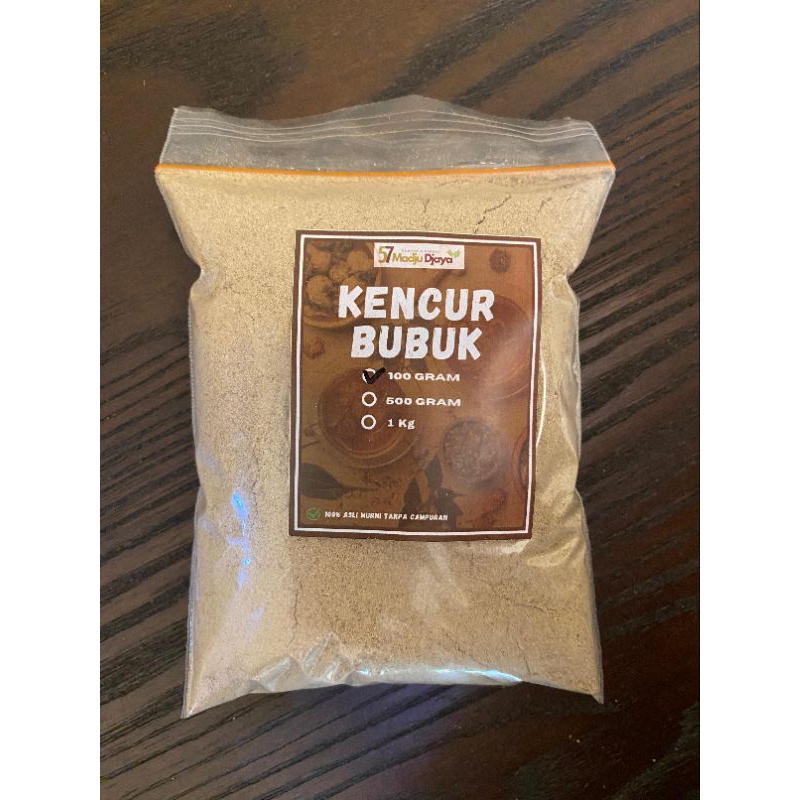 57 Madju Djaya
KENCUR
BUBUK
100 GRAM
500 GRAM
1 Kg
100% ASLI MURNI TANPA CAMPURAN